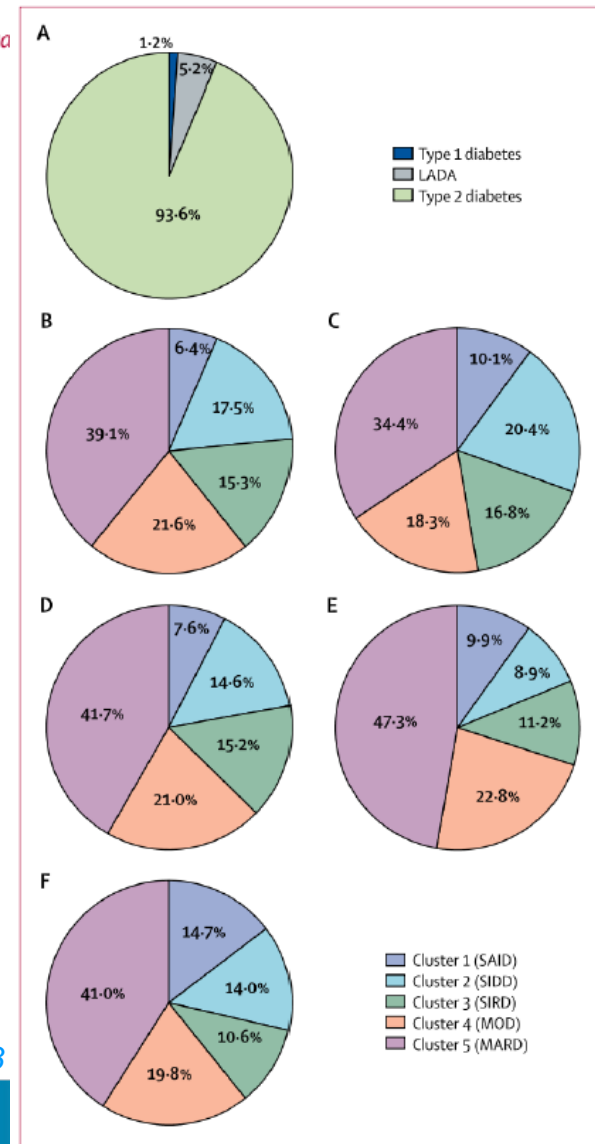 a
A
1·2%
5·2%
93·6%
Type 1 diabetes
LADA
Type 2 diabetes
B
6·4%
17·5%
15·3%
21·6%
39·1%
C
10·1%
20·4%
16·8%
18·3%
34·4%
D
7·6%
14·6%
15·2%
21·0%
41·7%
E
9·9%
8·9%
11·2%
22·8%
47·3%
F
14·7%
14·0%
10·6%
19·8%
41·0%
Cluster 1 (SAID)
Cluster 2 (SIDD)
Cluster 3 (SIRD)
Cluster 4 (MOD)
Cluster 5 (MARD)
3